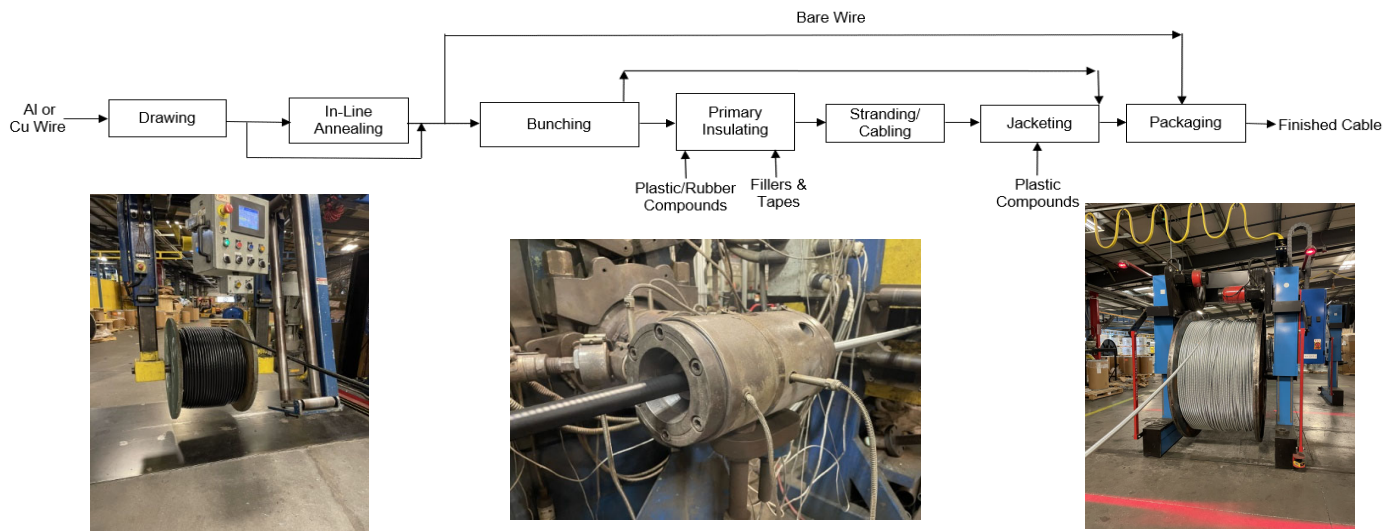 Bare Wire
Al or
Cu Wire
Drawing
In-Line
Annealing
Bunching
Primary
Insulating
Stranding/
Cabling
Jacketing
Packaging
Finished Cable
Plastic/Rubber
Compounds
Fillers &
Tapes
Plastic
Compounds